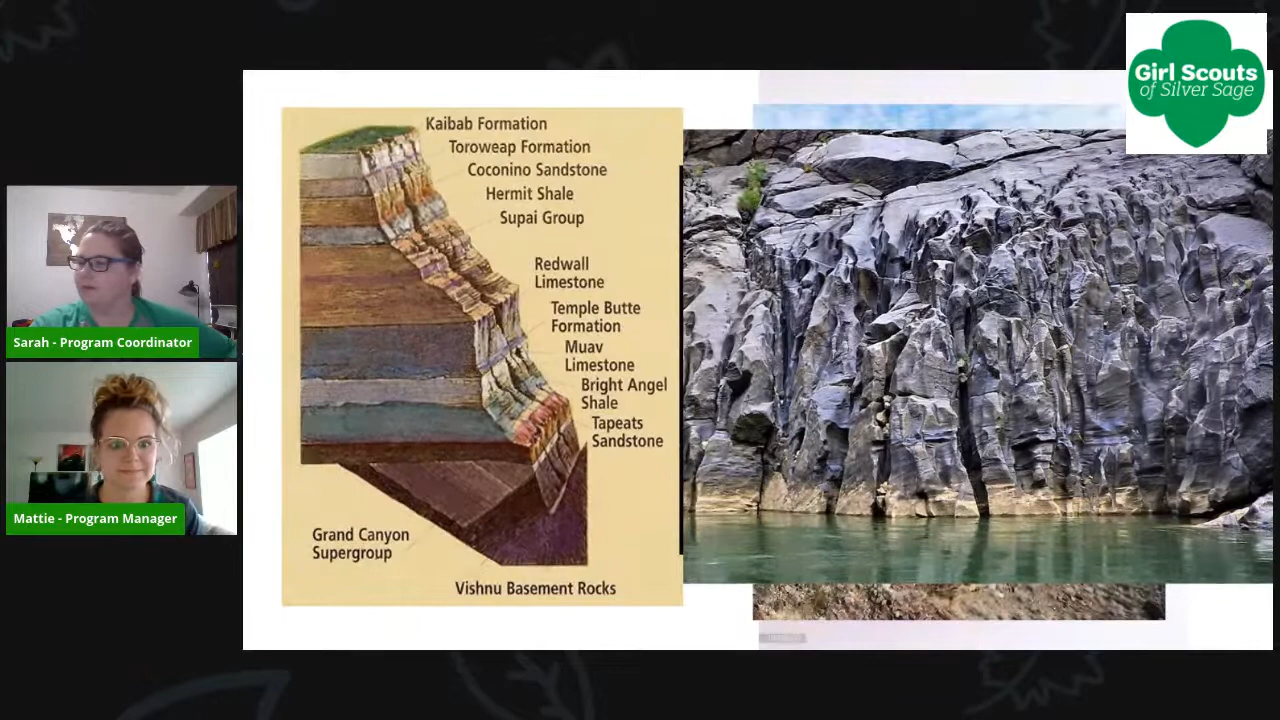 Girl Scouts
of Silver Sage
Sarah - Program Coordinator
Mattie - Program Manager
Kaibab Formation
Toroweap Formation
Coconino Sandstone
Hermit Shale
Supai Group
Redwall
Limestone
Temple Butte
Formation
Muav
Limestone
Bright Angel
Shale
Tapeats
Sandstone
Grand Canyon
Supergroup
Vishnu Basement Rocks